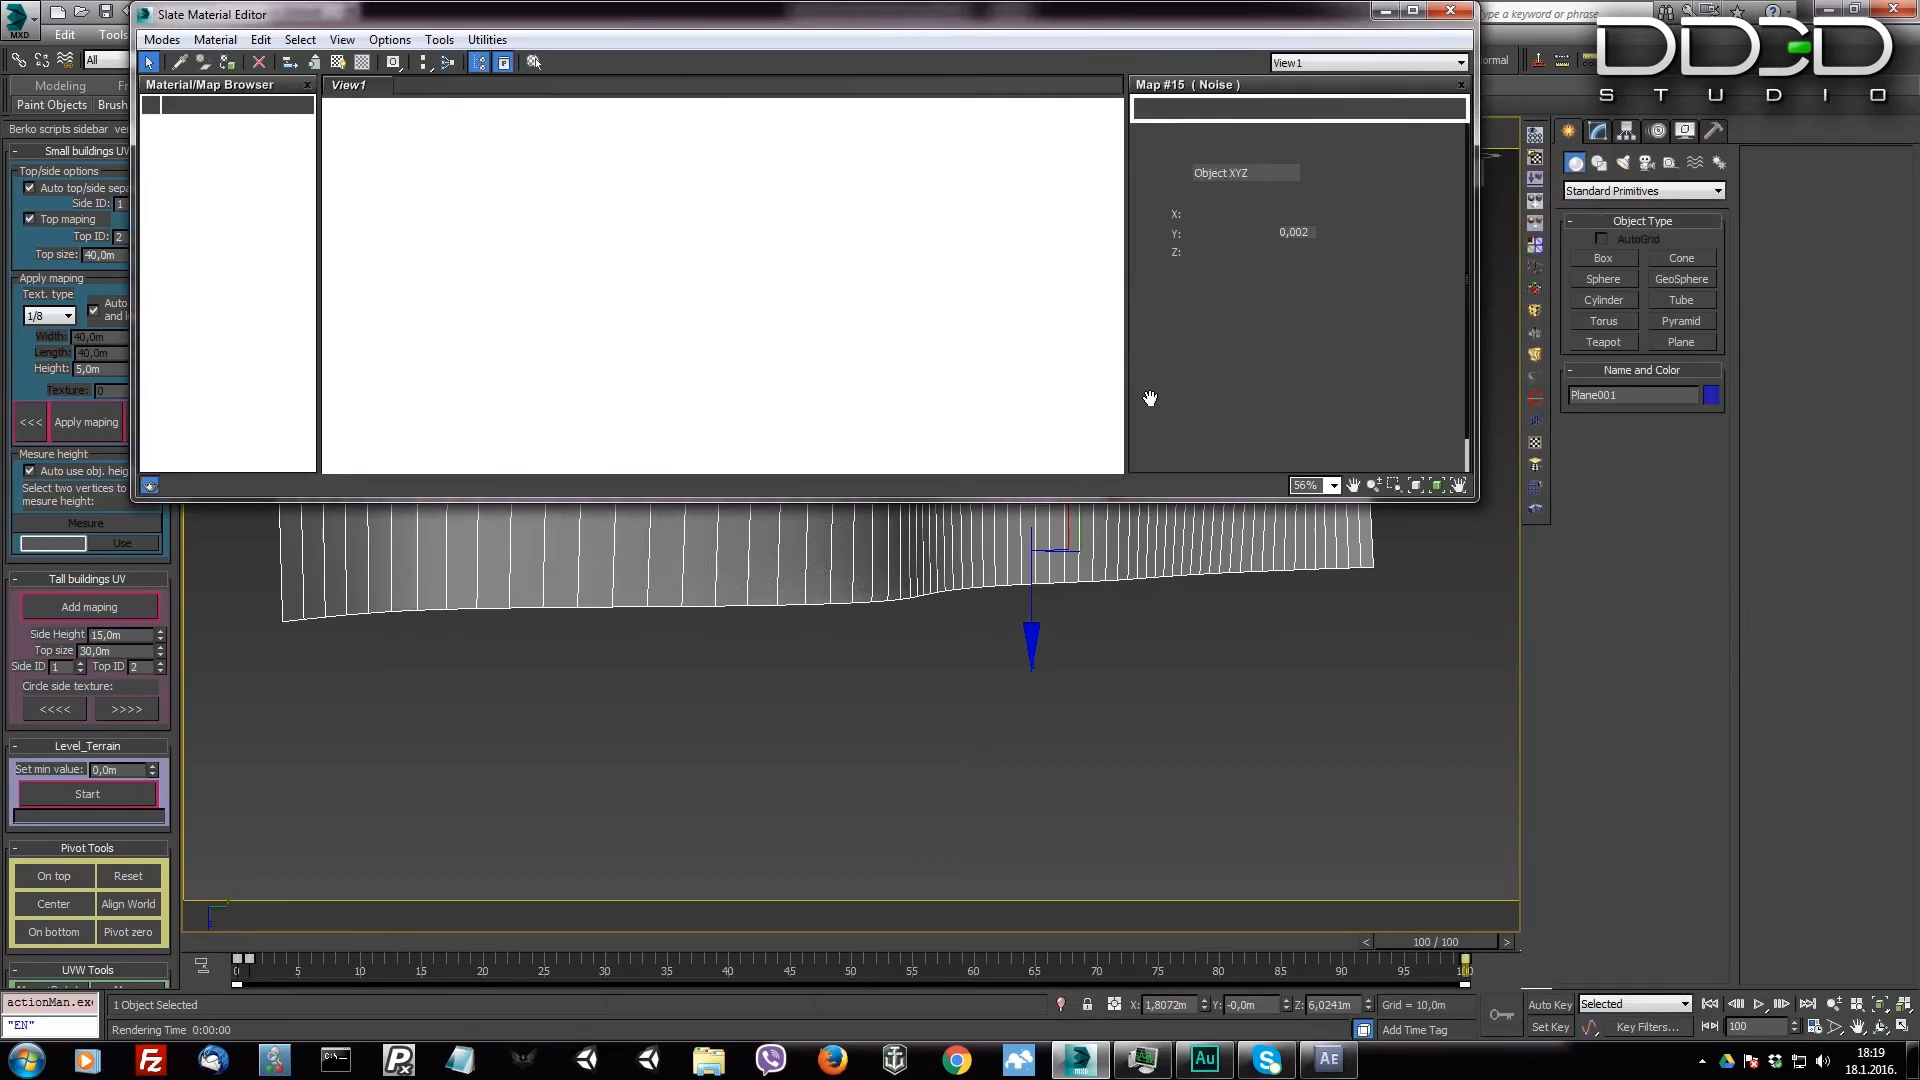 Slate Material Editor
Modes Material Edit Select View Options Tools Utilities
View1
Material/Map Browser x
View1
Map #15 ( Noise ) x
Object XYZ
X:
Y: 0,002
Z:
56%
MXD
Edit Tools
All
Modeling
Paint Objects Brush
Berko scripts sidebar
Small buildings UV
Top/side options
Side ID: 1
Top maping
Top ID: 2
Top size: 40,0m
Apply maping
Text. type
1/8
Auto
Width: 40,0m
Length: 40,0m
Height: 5,0m
Texture: 0
<<< Apply maping
Mesure height
Select two vertices to
mesure height:
Mesure
Use
Tall buildings UV
Add maping
Side Height 15,0m
Top size 30,0m
Side ID 1 Top ID 2
Circle side texture:
<<<< >>>>
Level_Terrain
Set min value: 0,0m
Start
Pivot Tools
On top Reset
Center Align World
On bottom Pivot zero
UVW Tools
actionMan.exe
"EN"
Type a keyword or phrase
DD3D
STUDIO
Standard Primitives
Object Type
AutoGrid
Box Cone
Sphere GeoSphere
Cylinder Tube
Torus Pyramid
Teapot Plane
Name and Color
Plane001
< 100 / 100 >
5 15 20 25 30 35 40 45 50 55 60 65 70 75 80 85 90 95 100
1 Object Selected
X: 1,8072m Y: -0,0m Z: 6,0241m Grid = 10,0m
Auto Key Selected
Rendering Time 0:00:00
Add Time Tag
Set Key Key Filters... 100
18:19
18.1.2016.
Au
AE